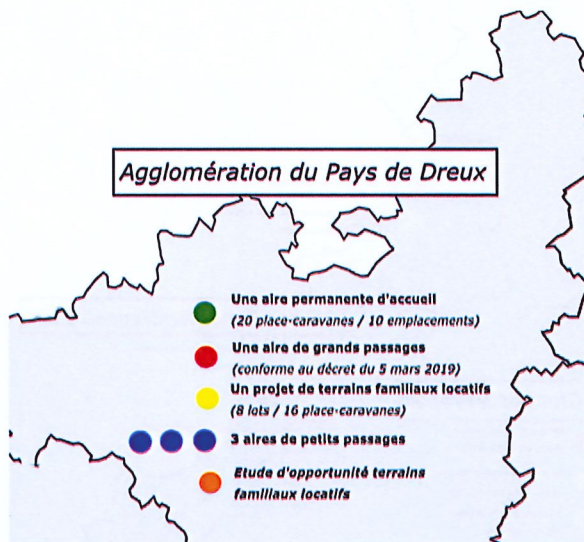 Agglomération du Pays de Dreux
Une aire permanente d'accueil
(20 place-caravanes / 10 emplacements)
Une aire de grands passages
(conforme au décret du 5 mars 2019)
Un projet de terrains familiaux locatifs
(8 lots / 16 place-caravanes)
3 aires de petits passages
Etude d'opportunité terrains
familiaux locatifs